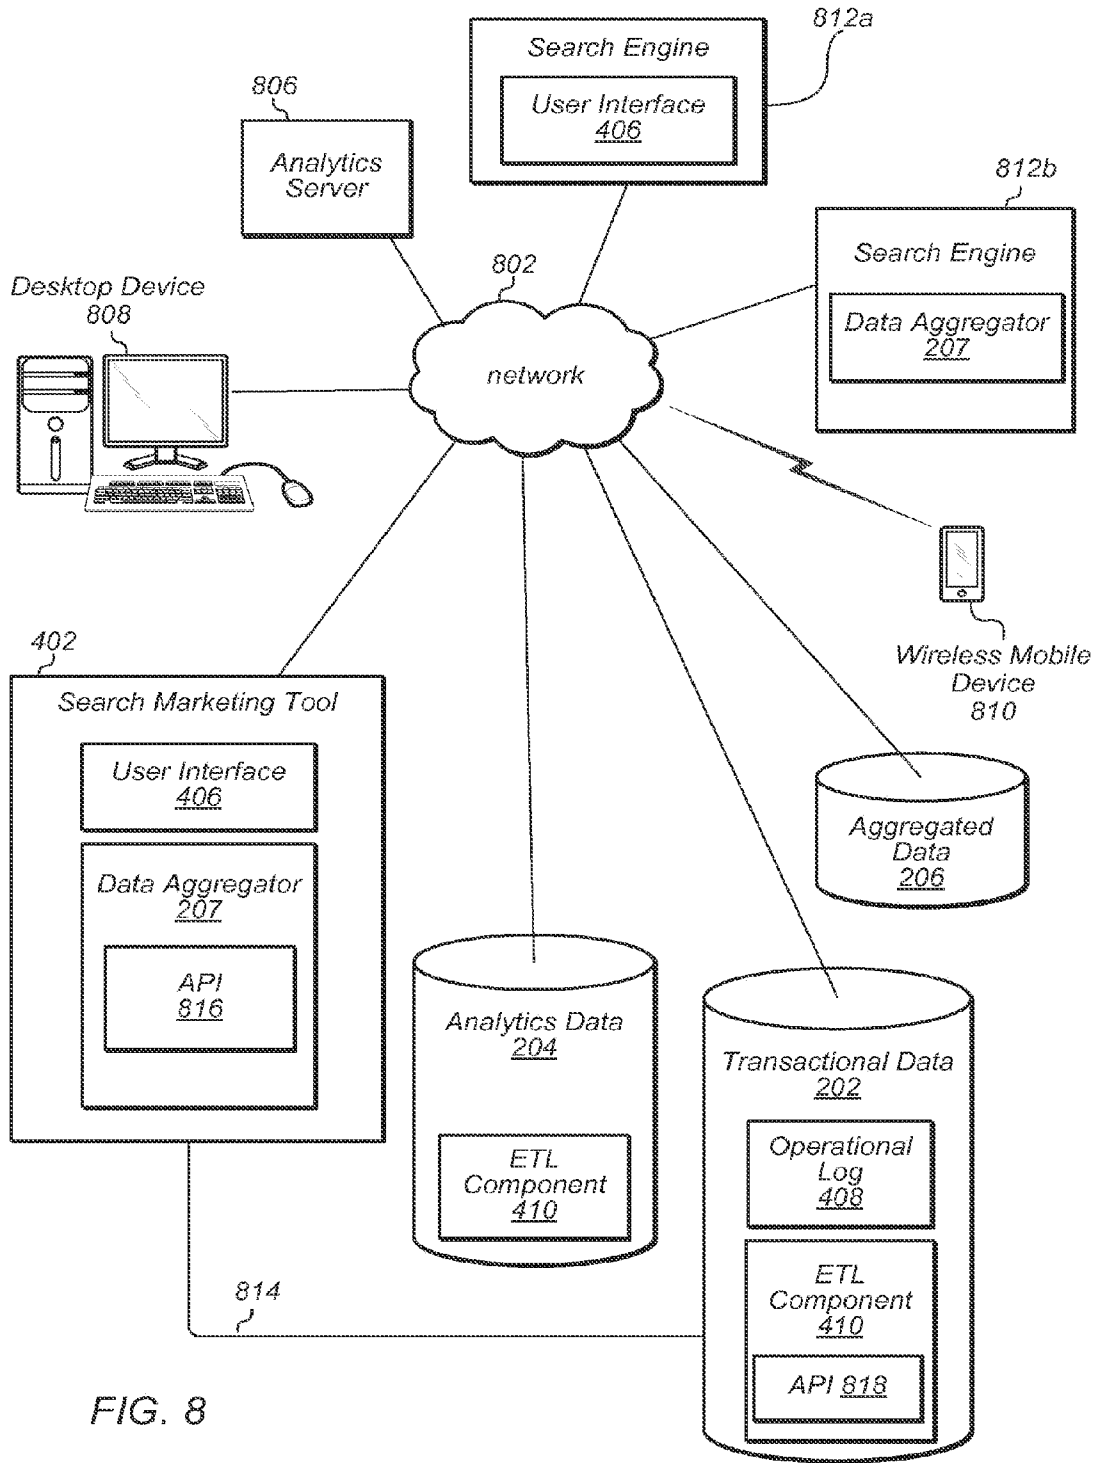 812a
Search Engine
User Interface
406
806
Analytics
Server
812b
Search Engine
Data Aggregator
207
802
network
Desktop Device
808
Wireless Mobile
Device
810
402
Search Marketing Tool
User Interface
406
Data Aggregator
207
API
816
Aggregated
Data
206
Analytics Data
204
ETL
Component
410
Transactional Data
202
Operational
Log
408
ETL
Component
410
API 818
814
FIG. 8